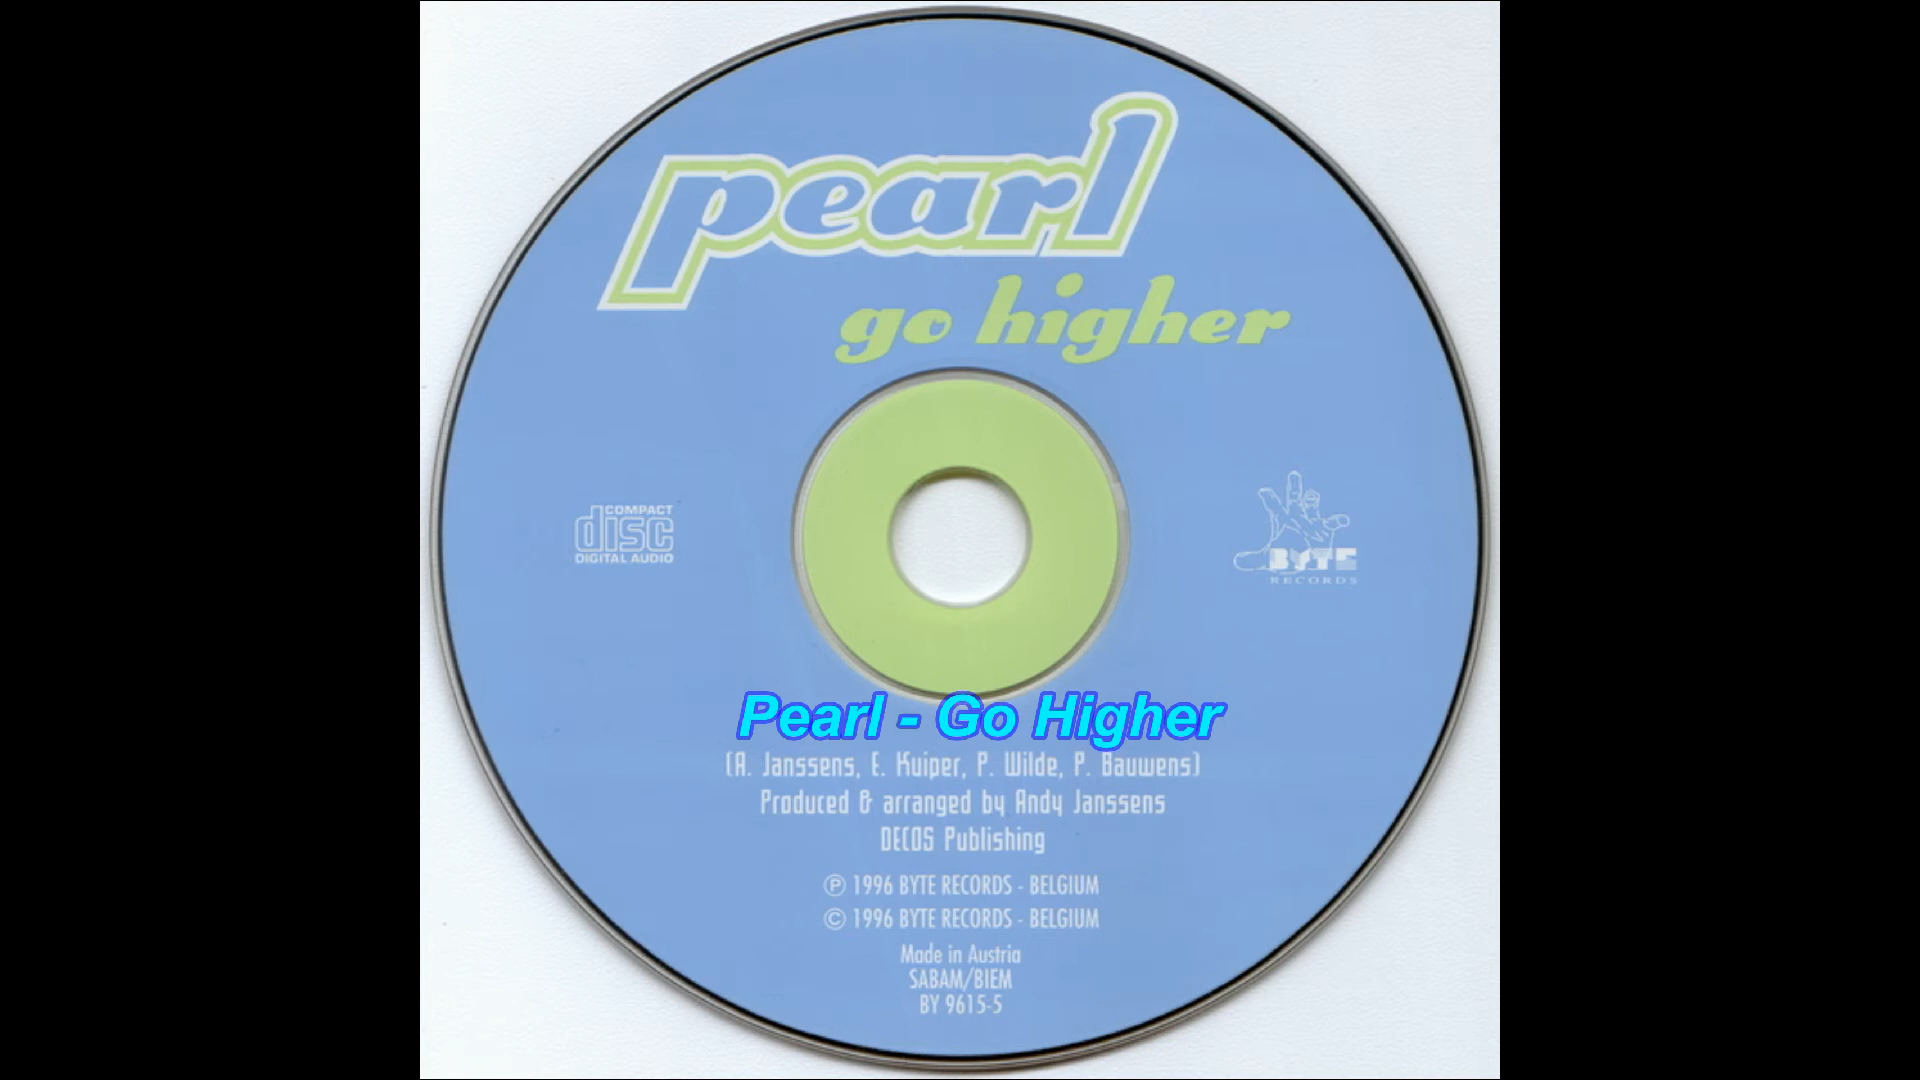 pearl
go higher
COMPACT
disc
DIGITAL AUDIO
BYTE
RECORDS
Pearl - Go Higher
(A. Janssens, E. Kuiper, P. Wilde, P. Bauwens)
Produced & arranged by Andy Janssens
DECOS Publishing
Ⓟ 1996 BYTE RECORDS - BELGIUM
© 1996 BYTE RECORDS - BELGIUM
Made in Austria
SABAM/BIEM
BY 9615-5